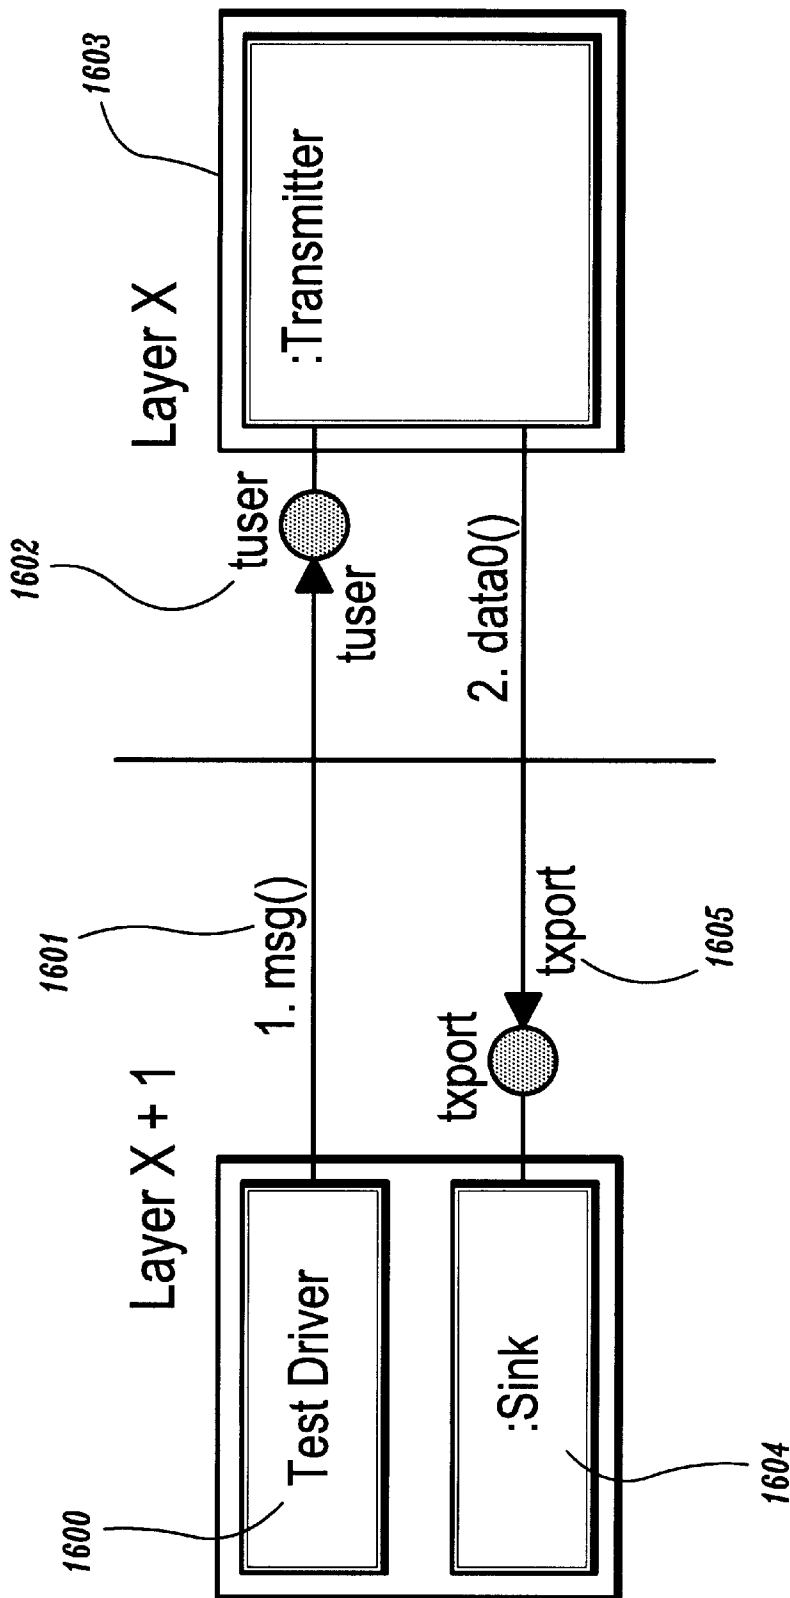 Layer X + 1
Layer X
1600
Test Driver
1601
1. msg()
1602
tuser
tuser
1603
:Transmitter
:Sink
1604
txport
txport
1605
2. data0()